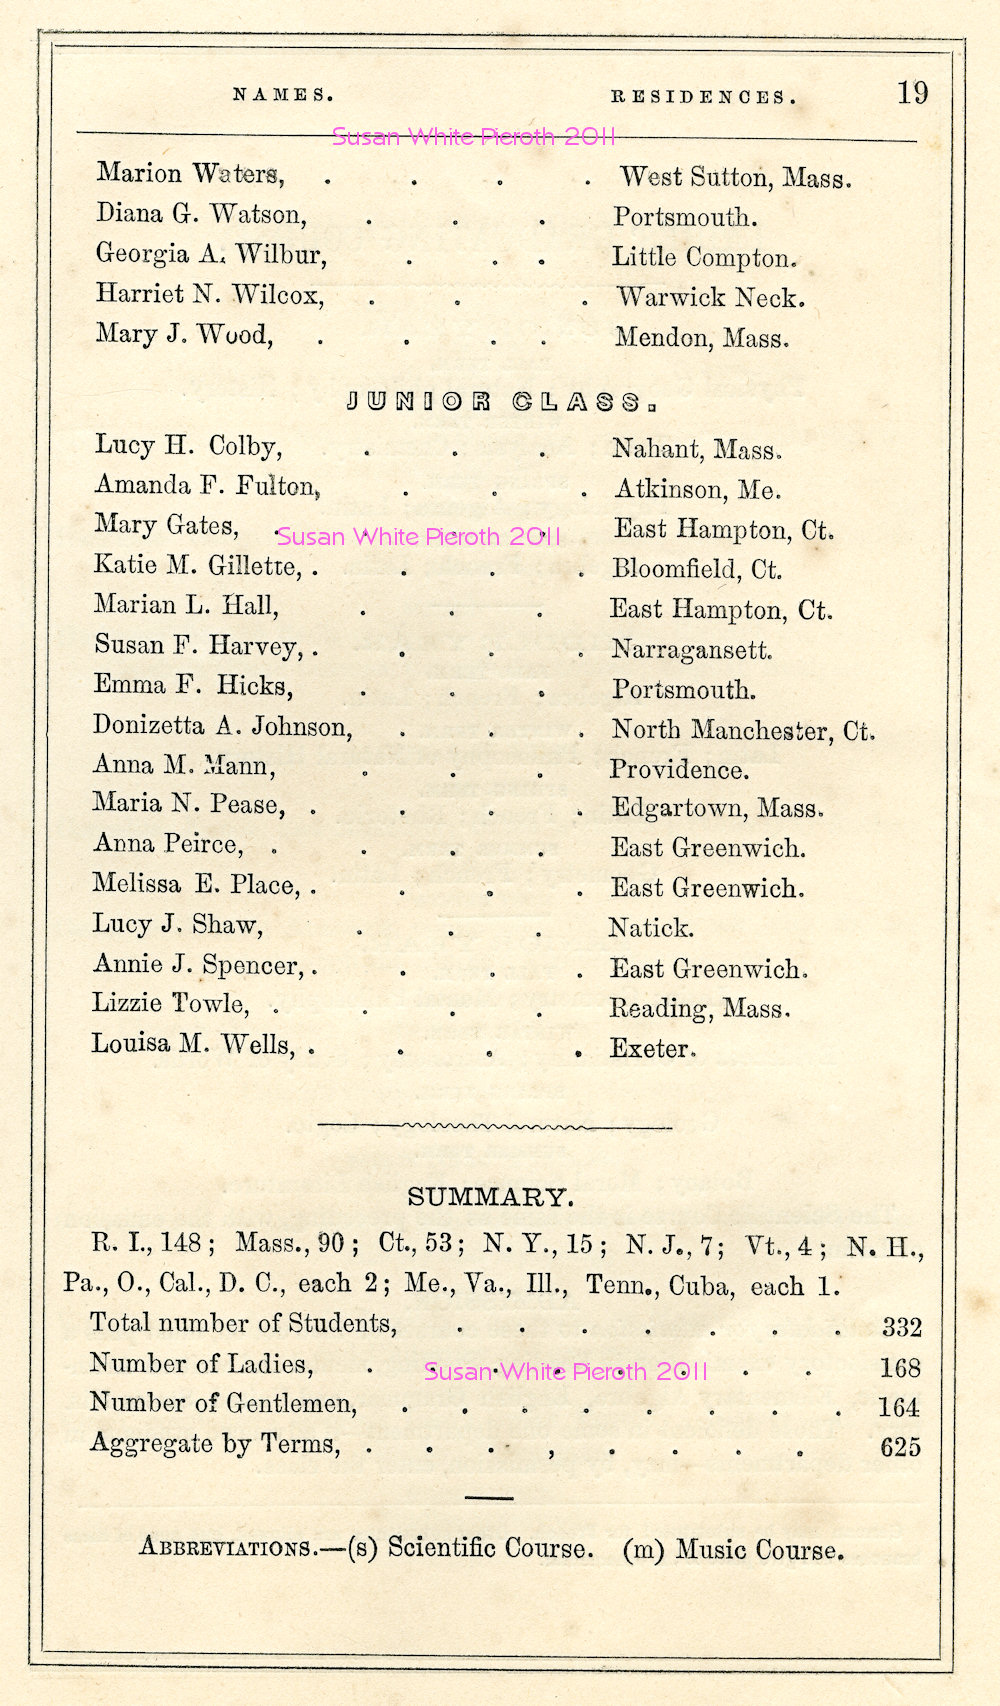 NAMES. RESIDENCES. 19
Susan White Pieroth 2011
Marion Waters, . . . . West Sutton, Mass.
Diana G. Watson, . . . Portsmouth.
Georgia A. Wilbur, . . . Little Compton.
Harriet N. Wilcox, . . . Warwick Neck.
Mary J. Wood, . . . . Mendon, Mass.
JUNIOR CLASS.
Lucy H. Colby, . . . Nahant, Mass.
Amanda F. Fulton, . . . Atkinson, Me.
Mary Gates, . . . . East Hampton, Ct.
Susan White Pieroth 2011
Katie M. Gillette, . . . . Bloomfield, Ct.
Marian L. Hall, . . . East Hampton, Ct.
Susan F. Harvey, . . . . Narragansett.
Emma F. Hicks, . . . Portsmouth.
Donizetta A. Johnson, . . . North Manchester, Ct.
Anna M. Mann, . . . Providence.
Maria N. Pease, . . . . Edgartown, Mass.
Anna Peirce, . . . . East Greenwich.
Melissa E. Place, . . . . East Greenwich.
Lucy J. Shaw, . . . Natick.
Annie J. Spencer, . . . . East Greenwich.
Lizzie Towle, . . . . Reading, Mass.
Louisa M. Wells, . . . . Exeter.
SUMMARY.
R. I., 148; Mass., 90; Ct., 53; N. Y., 15; N. J., 7; Vt., 4; N. H.,
Pa., O., Cal., D. C., each 2; Me., Va., Ill., Tenn., Cuba, each 1.
Total number of Students, . . . . . . . 332
Number of Ladies, . . . . . . . . 168
Susan White Pieroth 2011
Number of Gentlemen, . . . . . . . . 164
Aggregate by Terms, . . . , . . . . 625
ABBREVIATIONS.—(s) Scientific Course. (m) Music Course.